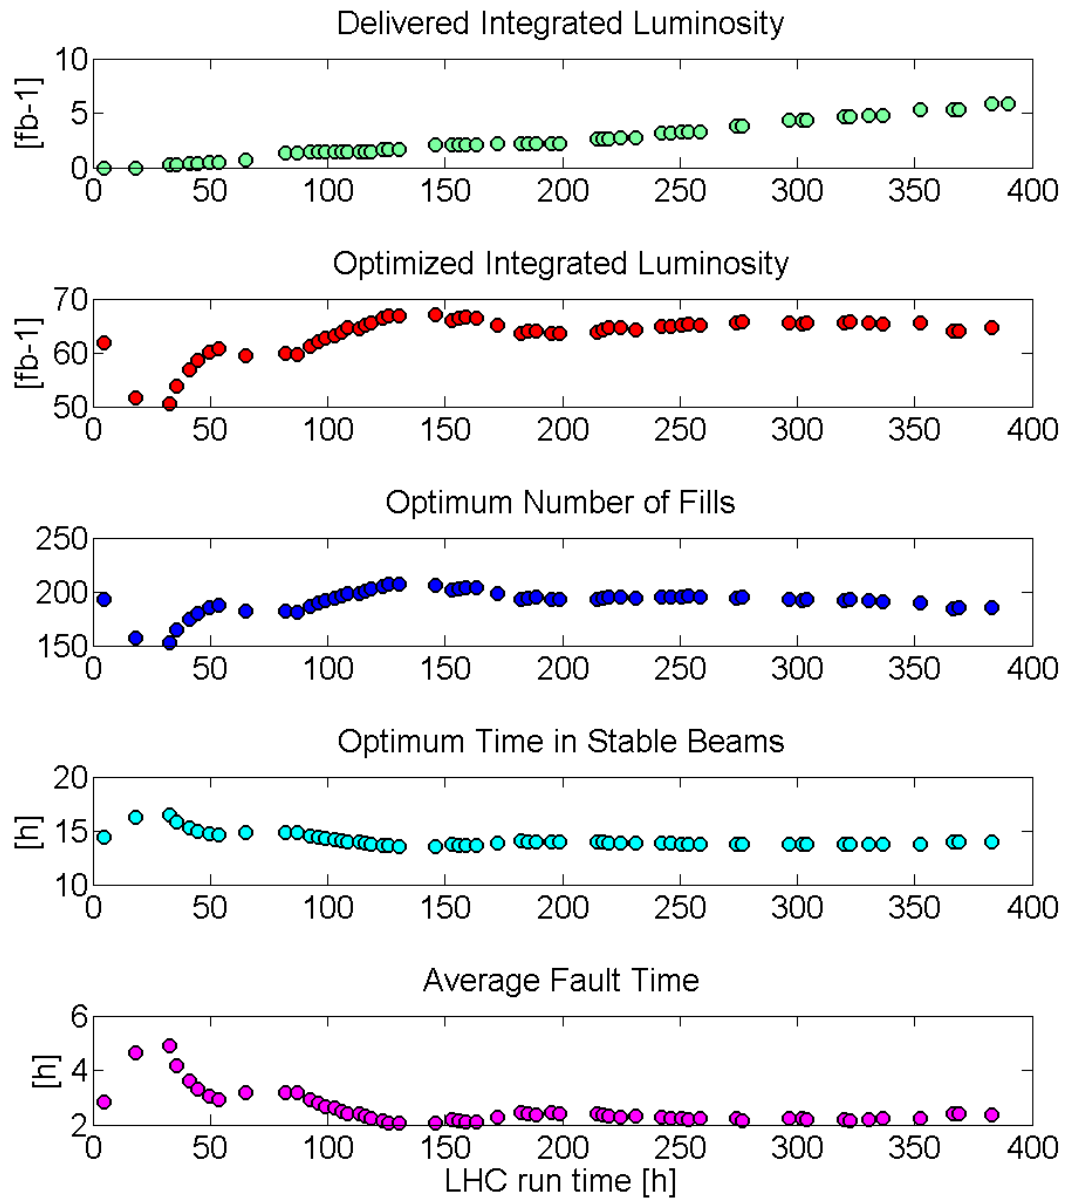 Delivered Integrated Luminosity
[fb-1]
10
5
0
0 50 100 150 200 250 300 350 400
Optimized Integrated Luminosity
[fb-1]
70
60
50
0 50 100 150 200 250 300 350 400
Optimum Number of Fills
250
200
150
0 50 100 150 200 250 300 350 400
Optimum Time in Stable Beams
[h]
20
15
10
0 50 100 150 200 250 300 350 400
Average Fault Time
[h]
6
4
2
0 50 100 150 200 250 300 350 400
LHC run time [h]